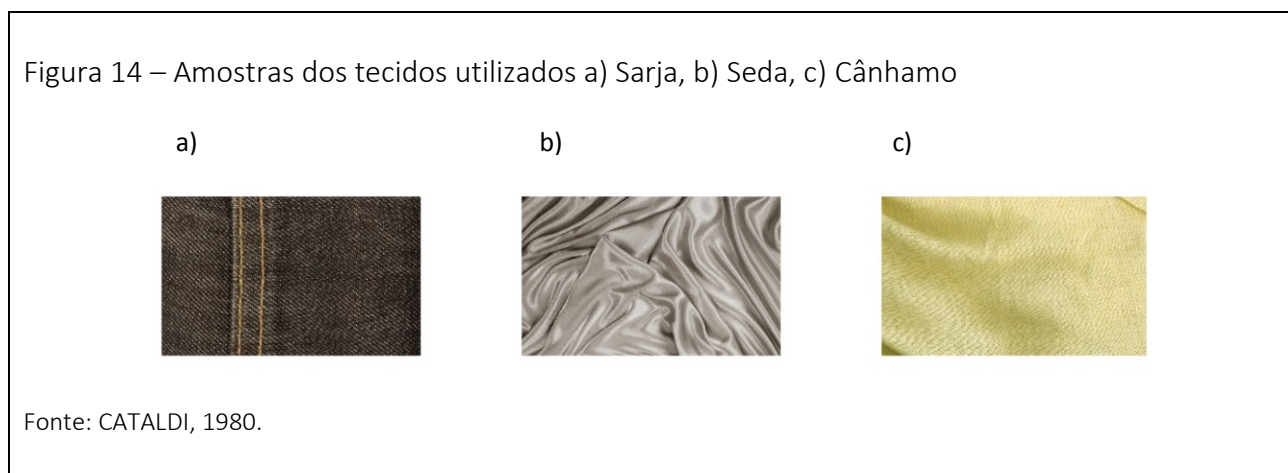 Figura 14 – Amostras dos tecidos utilizados a) Sarja, b) Seda, c) Cânhamo
a) b) c)
Fonte: CATALDI, 1980.